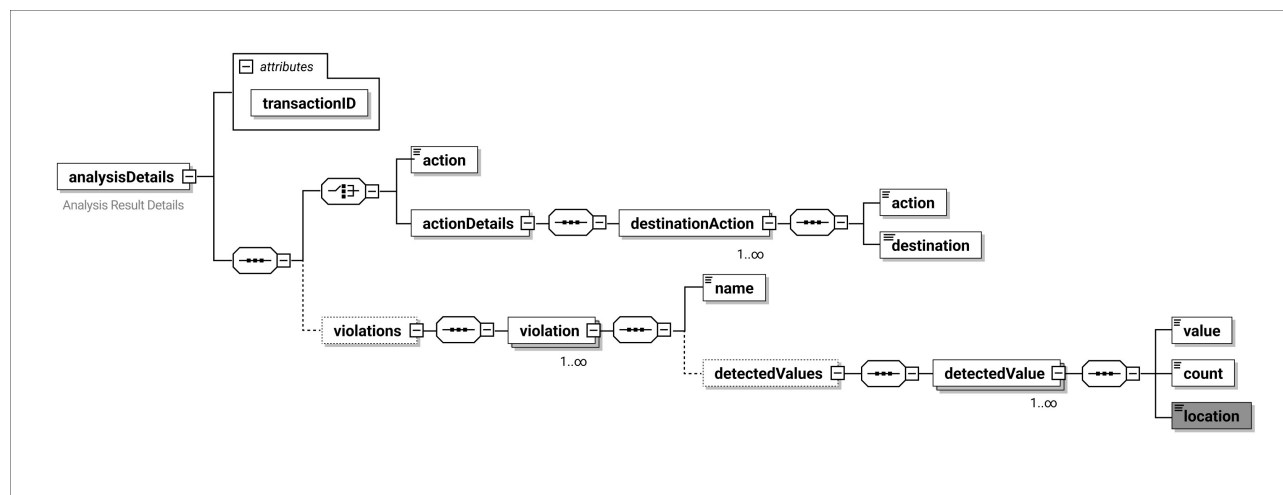 attributes
transactionID
analysisDetails
Analysis Result Details
action
actionDetails
destinationAction
1..∞
action
destination
violations
violation
1..∞
name
detectedValues
detectedValue
1..∞
value
count
location